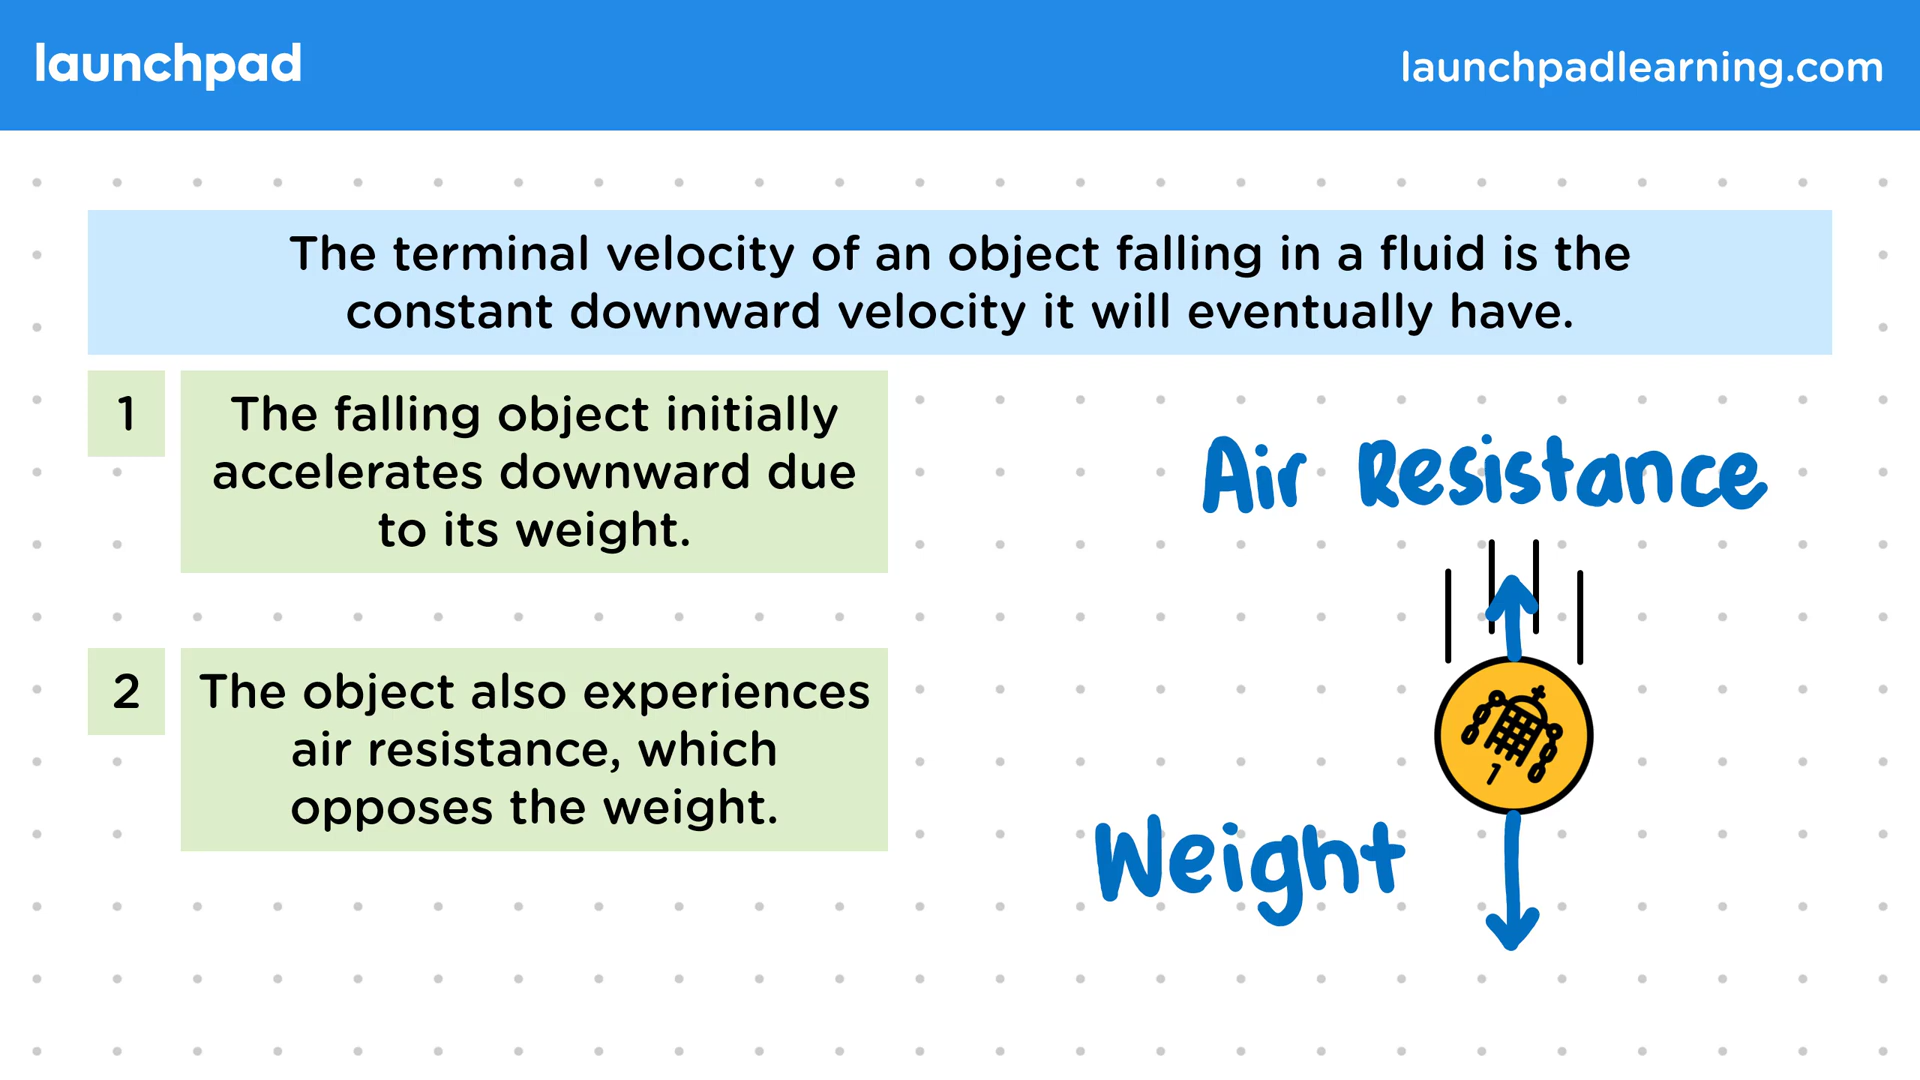 launchpad
launchpadlearning.com
The terminal velocity of an object falling in a fluid is the
constant downward velocity it will eventually have.
1
The falling object initially
accelerates downward due
to its weight.
2
The object also experiences
air resistance, which
opposes the weight.
Air Resistance
1
Weight